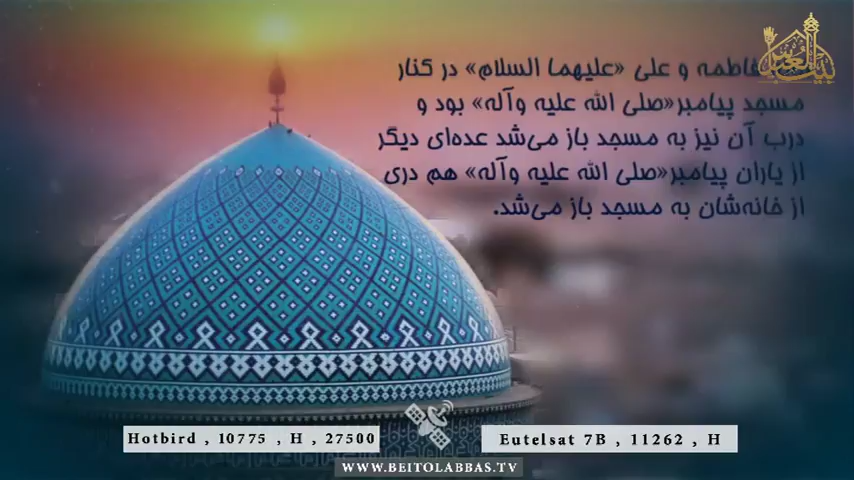 فاطمه و علی «علیهما السلام» در کنار
مسجد پیامبر«صلی الله علیه وآله» بود و
درب آن نیز به مسجد باز می‌شد عده‌ای دیگر
از یاران پیامبر«صلی الله علیه وآله» هم دری
از خانه‌شان به مسجد باز می‌شد.
بیت العباس
Hotbird , 10775 , H , 27500
Eutelsat 7B , 11262 , H
WWW.BEITOLABBAS.TV